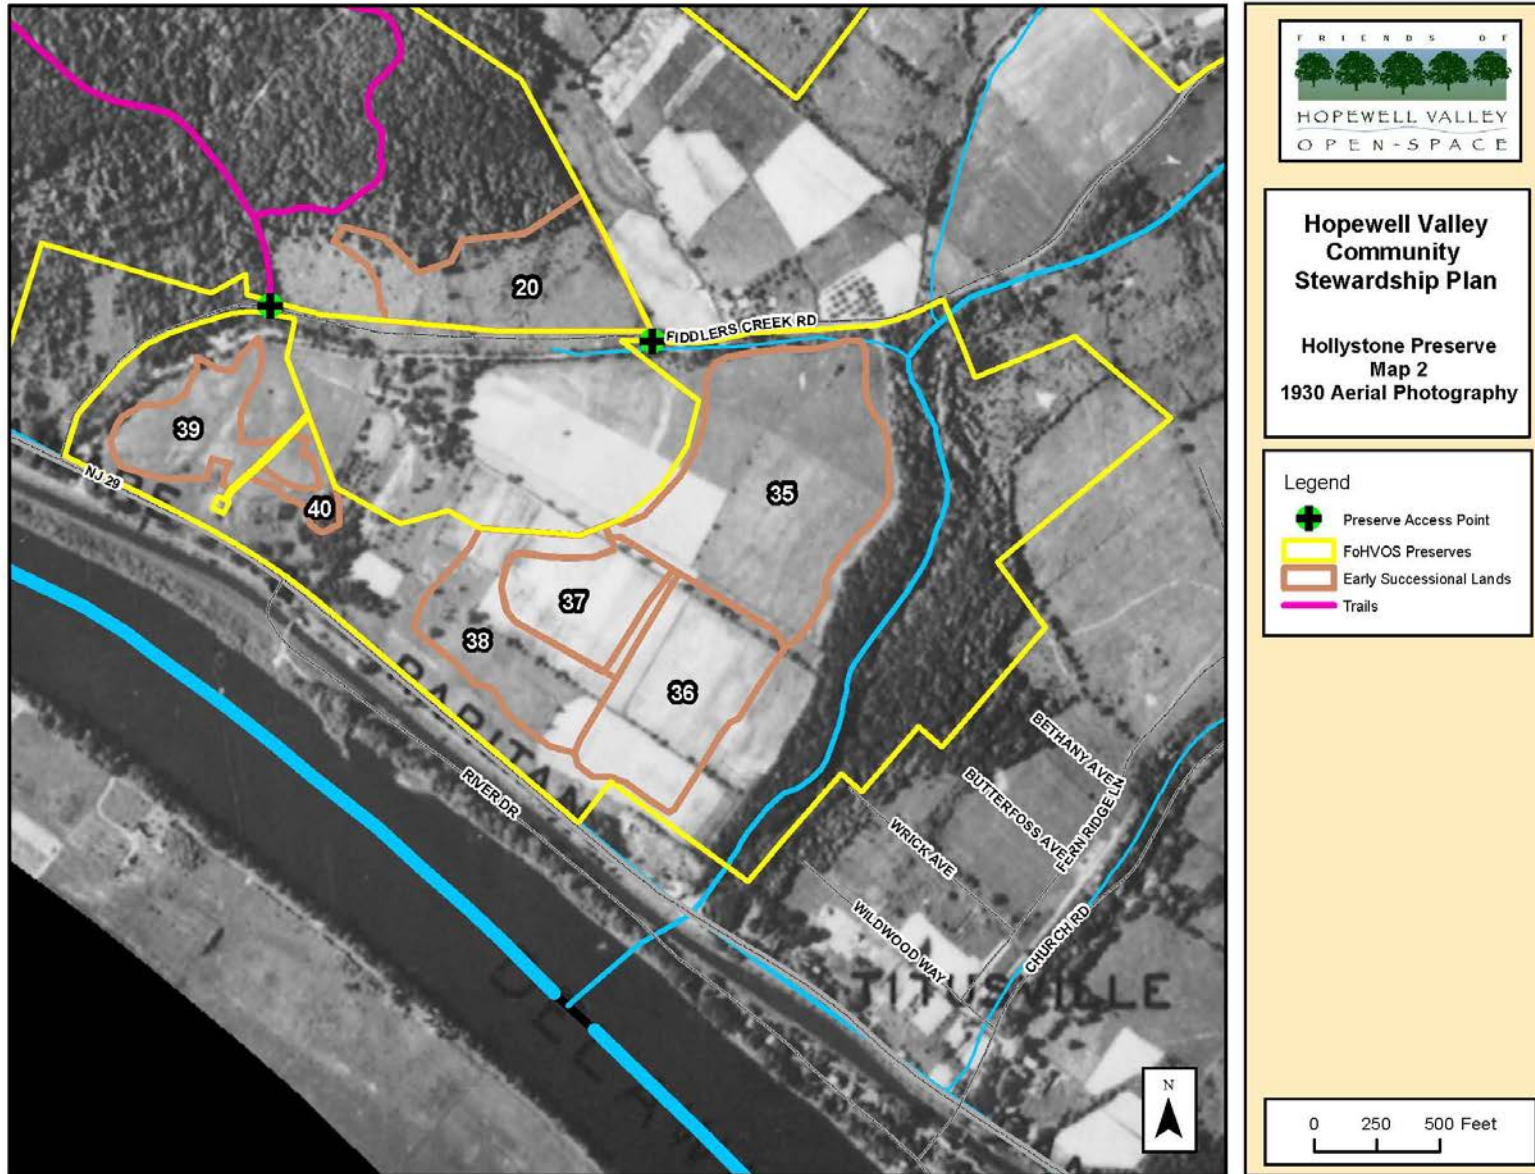 FRIENDS OF
HOPEWELL VALLEY
OPEN-SPACE
Hopewell Valley
Community
Stewardship Plan
Hollystone Preserve
Map 2
1930 Aerial Photography
Legend
Preserve Access Point
FoHVOS Preserves
Early Successional Lands
Trails
0 250 500 Feet
N
20
FIDDLERS CREEK RD
39
NJ 29
40
35
37
38
36
RIVER DR
BETHANY AVE
BUTTERFOSS AVE
FERN RIDGE LN
WRICK AVE
WILDWOOD WAY
CHURCH RD
TITUSVILLE